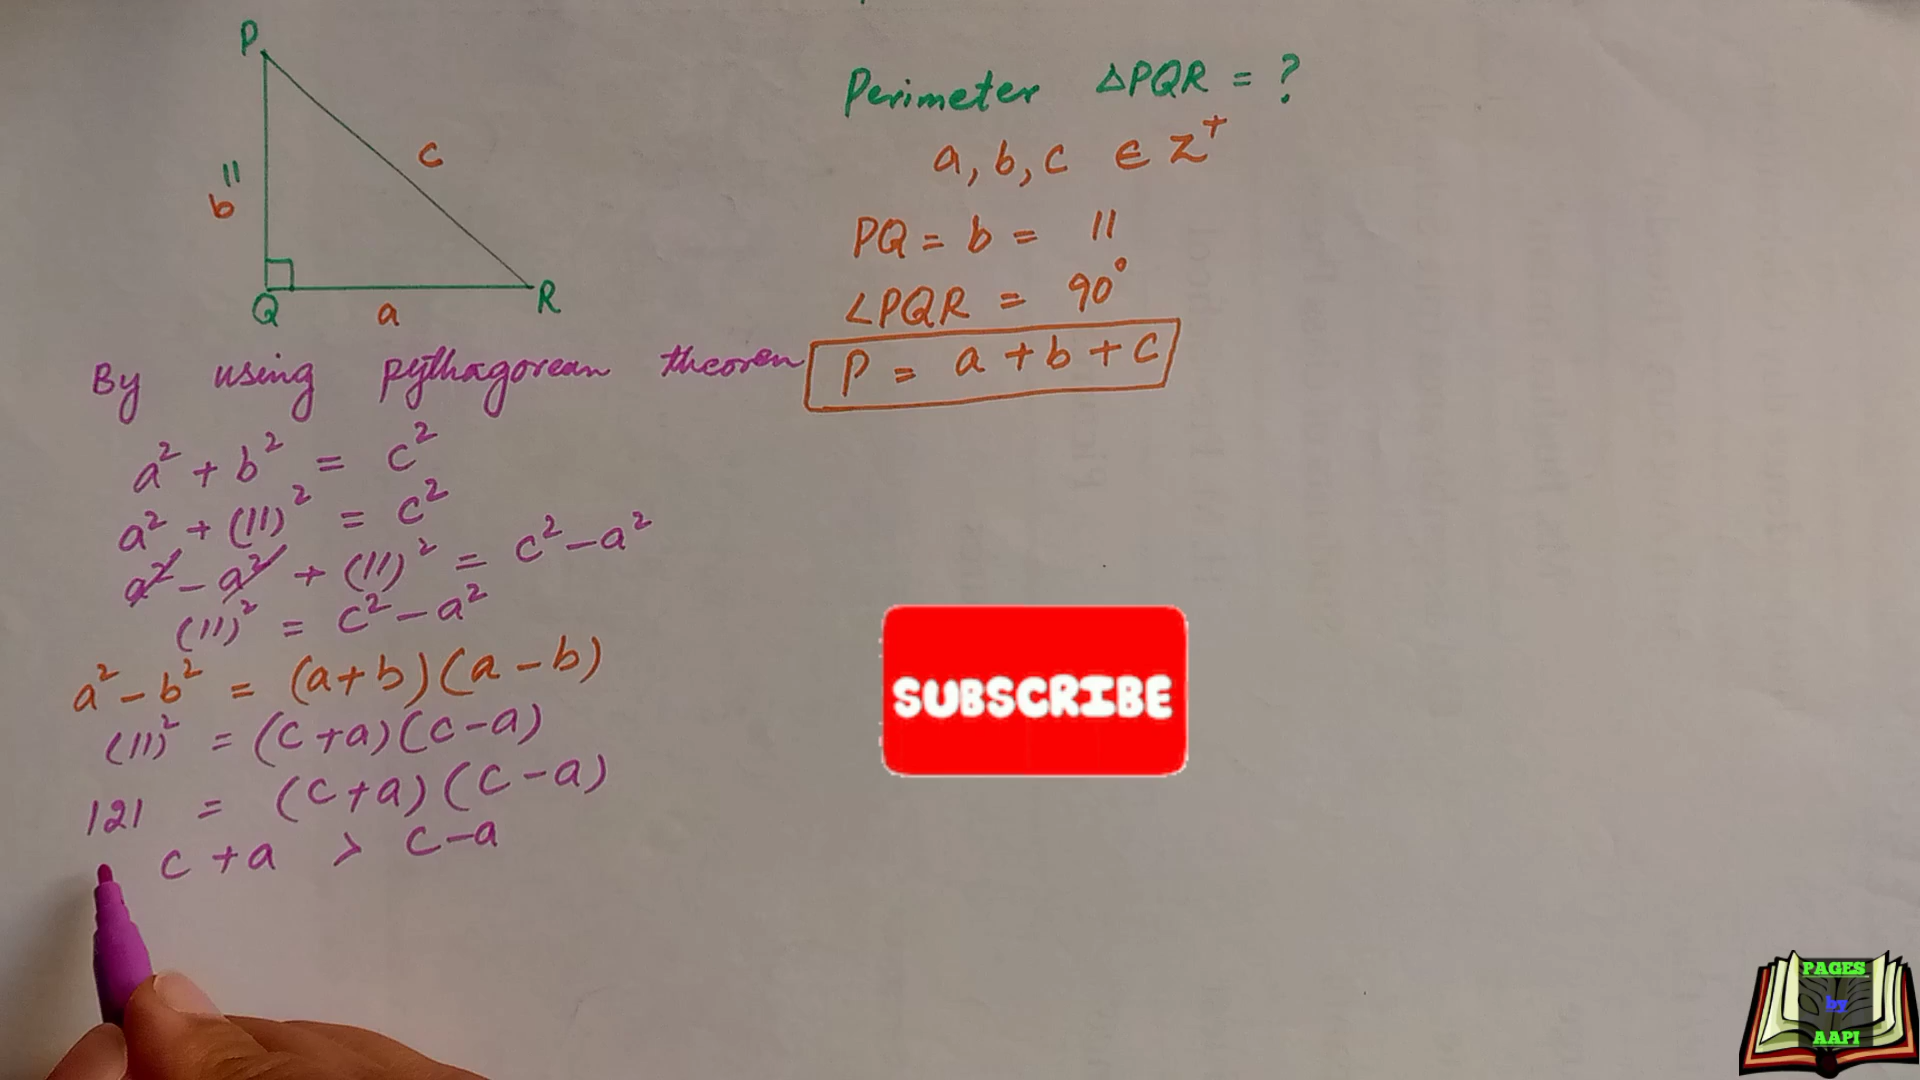 P
c
11
b
Q
a
R
Perimeter △PQR = ?
a, b, c ∈ Z⁺
PQ = b = 11
∠PQR = 90°
P = a + b + c
By using pythagorean theorem
a² + b² = c²
a² + (11)² = c²
a² - a² + (11)² = c² - a²
(11)² = c² - a²
a² - b² = (a+b)(a-b)
(11)² = (c+a)(c-a)
121 = (c+a)(c-a)
c + a > c - a
SUBSCRIBE
PAGES
by
AAPI